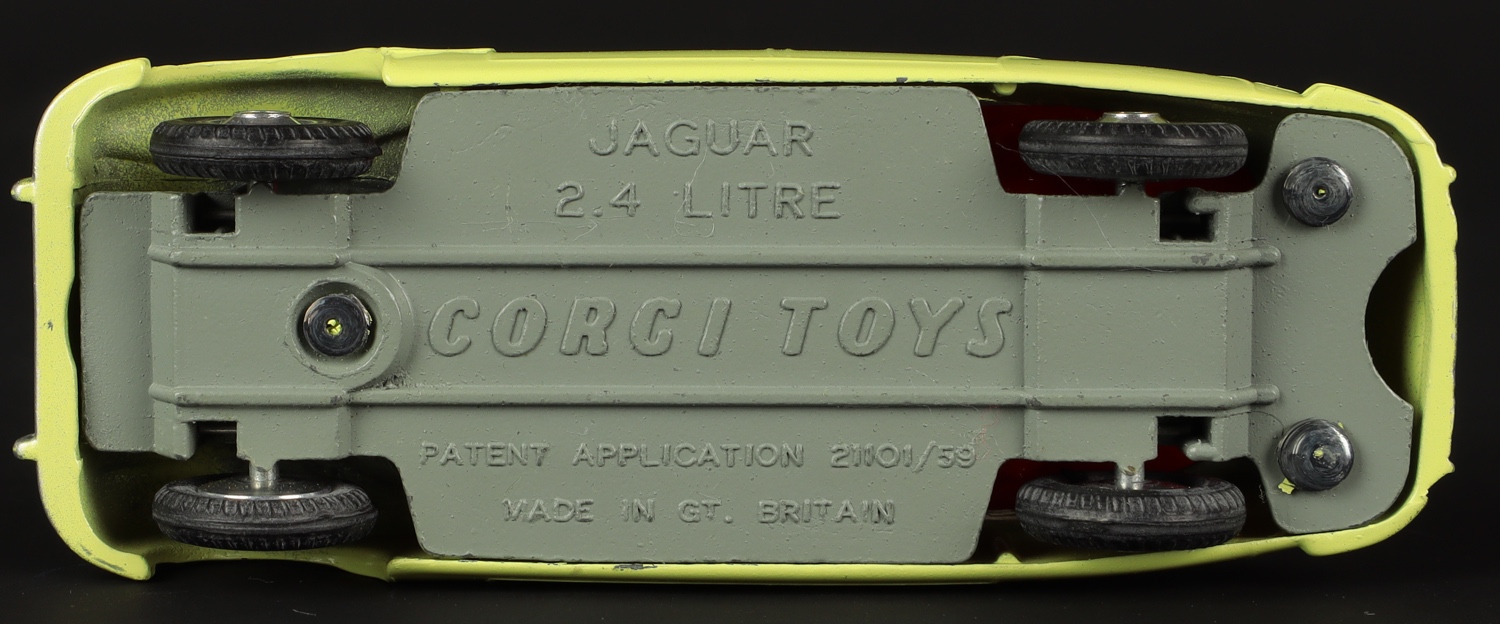 JAGUAR
2.4 LITRE
CORGI TOYS
PATENT APPLICATION 21101/59
MADE IN GT. BRITAIN